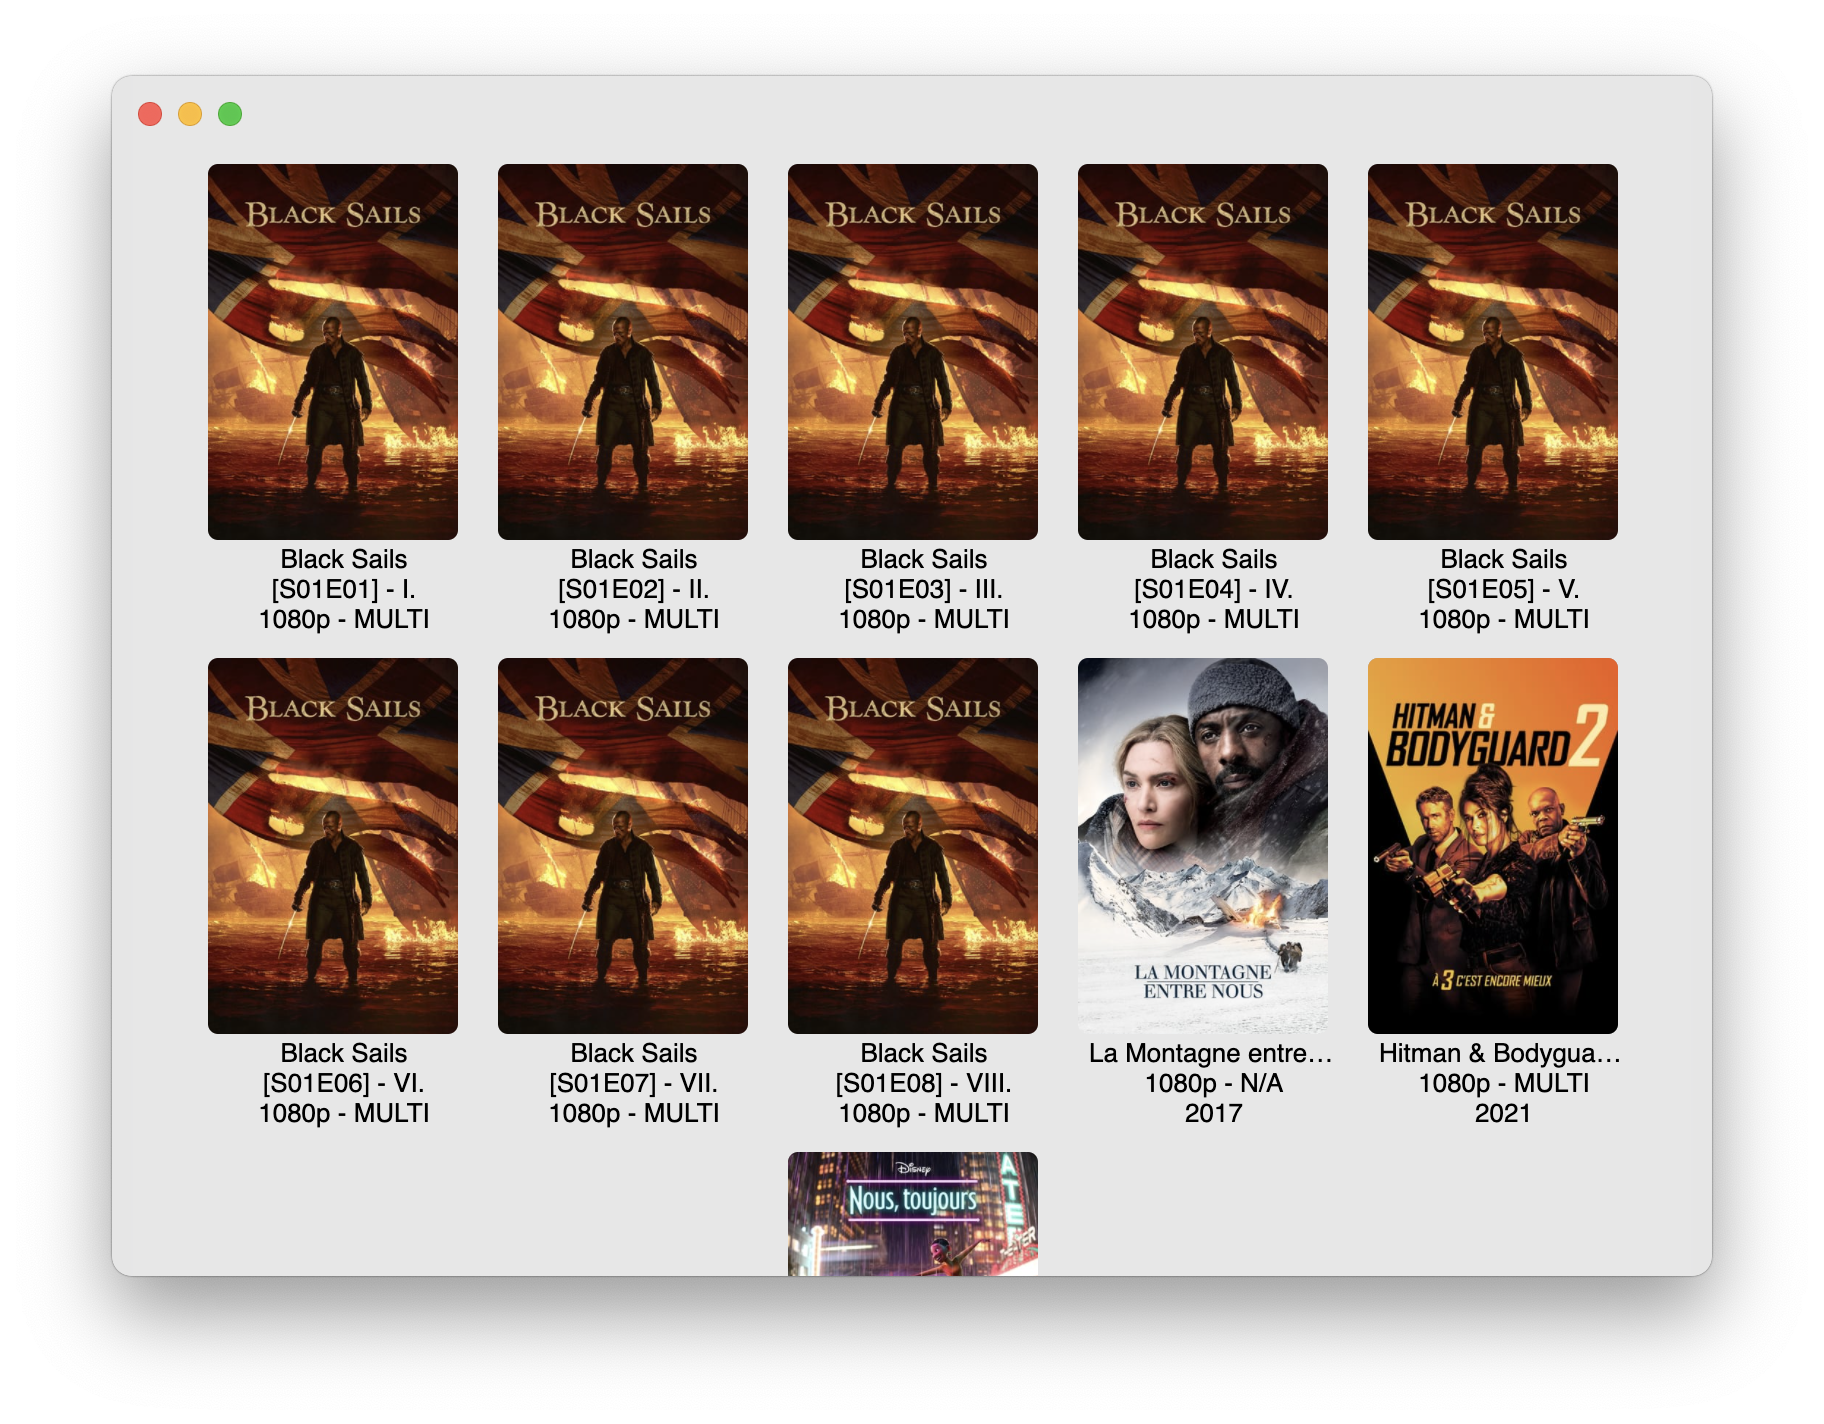 BLACK SAILS
BLACK SAILS
BLACK SAILS
BLACK SAILS
BLACK SAILS
Black Sails
[S01E01] - I.
1080p - MULTI
Black Sails
[S01E02] - II.
1080p - MULTI
Black Sails
[S01E03] - III.
1080p - MULTI
Black Sails
[S01E04] - IV.
1080p - MULTI
Black Sails
[S01E05] - V.
1080p - MULTI
BLACK SAILS
BLACK SAILS
BLACK SAILS
LA MONTAGNE
ENTRE NOUS
HITMAN &
BODYGUARD 2
À 3 C'EST ENCORE MIEUX
Black Sails
[S01E06] - VI.
1080p - MULTI
Black Sails
[S01E07] - VII.
1080p - MULTI
Black Sails
[S01E08] - VIII.
1080p - MULTI
La Montagne entre…
1080p - N/A
2017
Hitman & Bodygua…
1080p - MULTI
2021
Disney
Nous, toujours